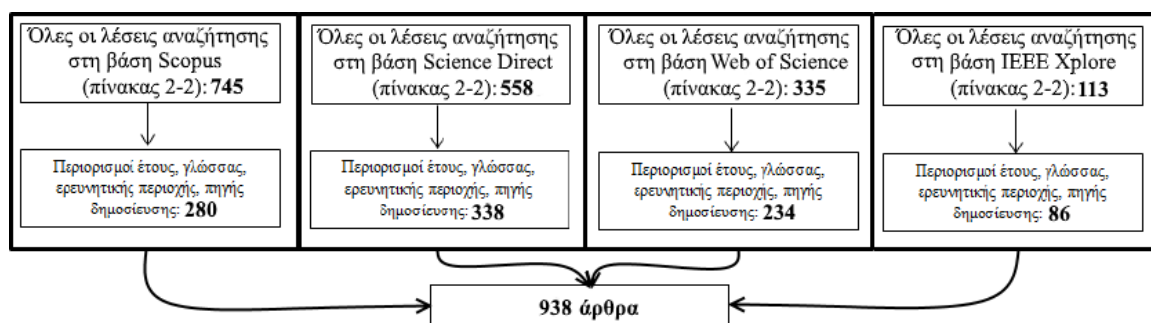 Όλες οι λέσεις αναζήτησης
στη βάση Scopus
(πίνακας 2-2): 745
Περιορισμοί έτους, γλώσσας,
ερευνητικής περιοχής, πηγής
δημοσίευσης: 280
Όλες οι λέσεις αναζήτησης
στη βάση Science Direct
(πίνακας 2-2): 558
Περιορισμοί έτους, γλώσσας,
ερευνητικής περιοχής, πηγής
δημοσίευσης: 338
Όλες οι λέσεις αναζήτησης
στη βάση Web of Science
(πίνακας 2-2): 335
Περιορισμοί έτους, γλώσσας,
ερευνητικής περιοχής, πηγής
δημοσίευσης: 234
Όλες οι λέσεις αναζήτησης
στη βάση IEEE Xplore
(πίνακας 2-2): 113
Περιορισμοί έτους, γλώσσας,
ερευνητικής περιοχής, πηγής
δημοσίευσης: 86
938 άρθρα